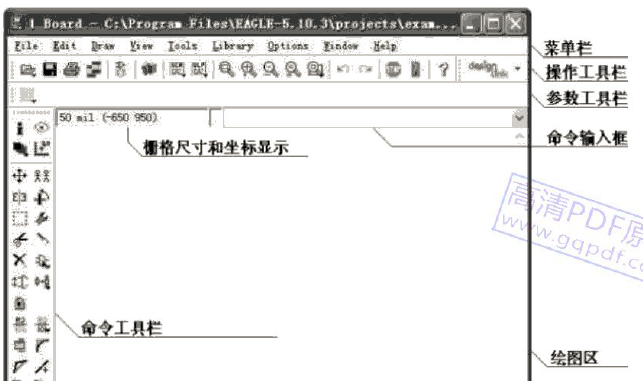 1 Board - C:\Program Files\EAGLE-5.10.3\projects\exam...
File Edit Draw View Tools Library Options Window Help
菜单栏
design link
操作工具栏
参数工具栏
50 mil (-650 950)
命令输入框
栅格尺寸和坐标显示
高清PDF原
www.gqpdf.co
命令工具栏
绘图区